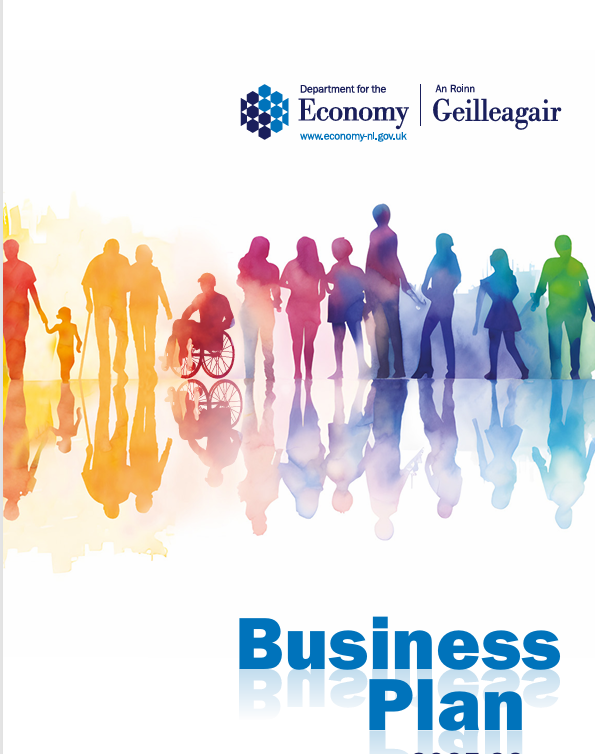 Department for the
Economy
www.economy-ni.gov.uk
An Roinn
Geilleagair
Business
Plan